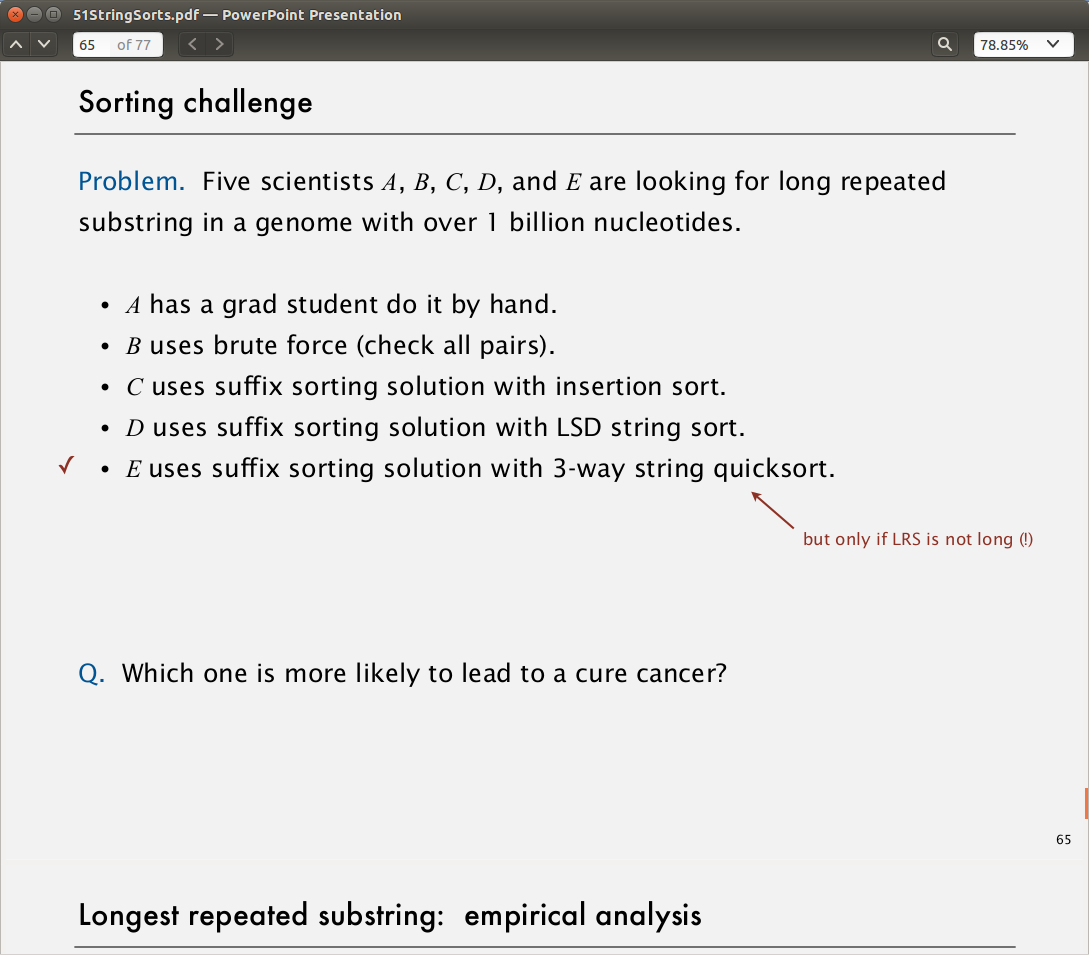 51StringSorts.pdf — PowerPoint Presentation
65 of 77
78.85%
Sorting challenge
Problem. Five scientists A, B, C, D, and E are looking for long repeated
substring in a genome with over 1 billion nucleotides.
• A has a grad student do it by hand.
• B uses brute force (check all pairs).
• C uses suffix sorting solution with insertion sort.
• D uses suffix sorting solution with LSD string sort.
✓ • E uses suffix sorting solution with 3-way string quicksort.
but only if LRS is not long (!)
Q. Which one is more likely to lead to a cure cancer?
65
Longest repeated substring: empirical analysis